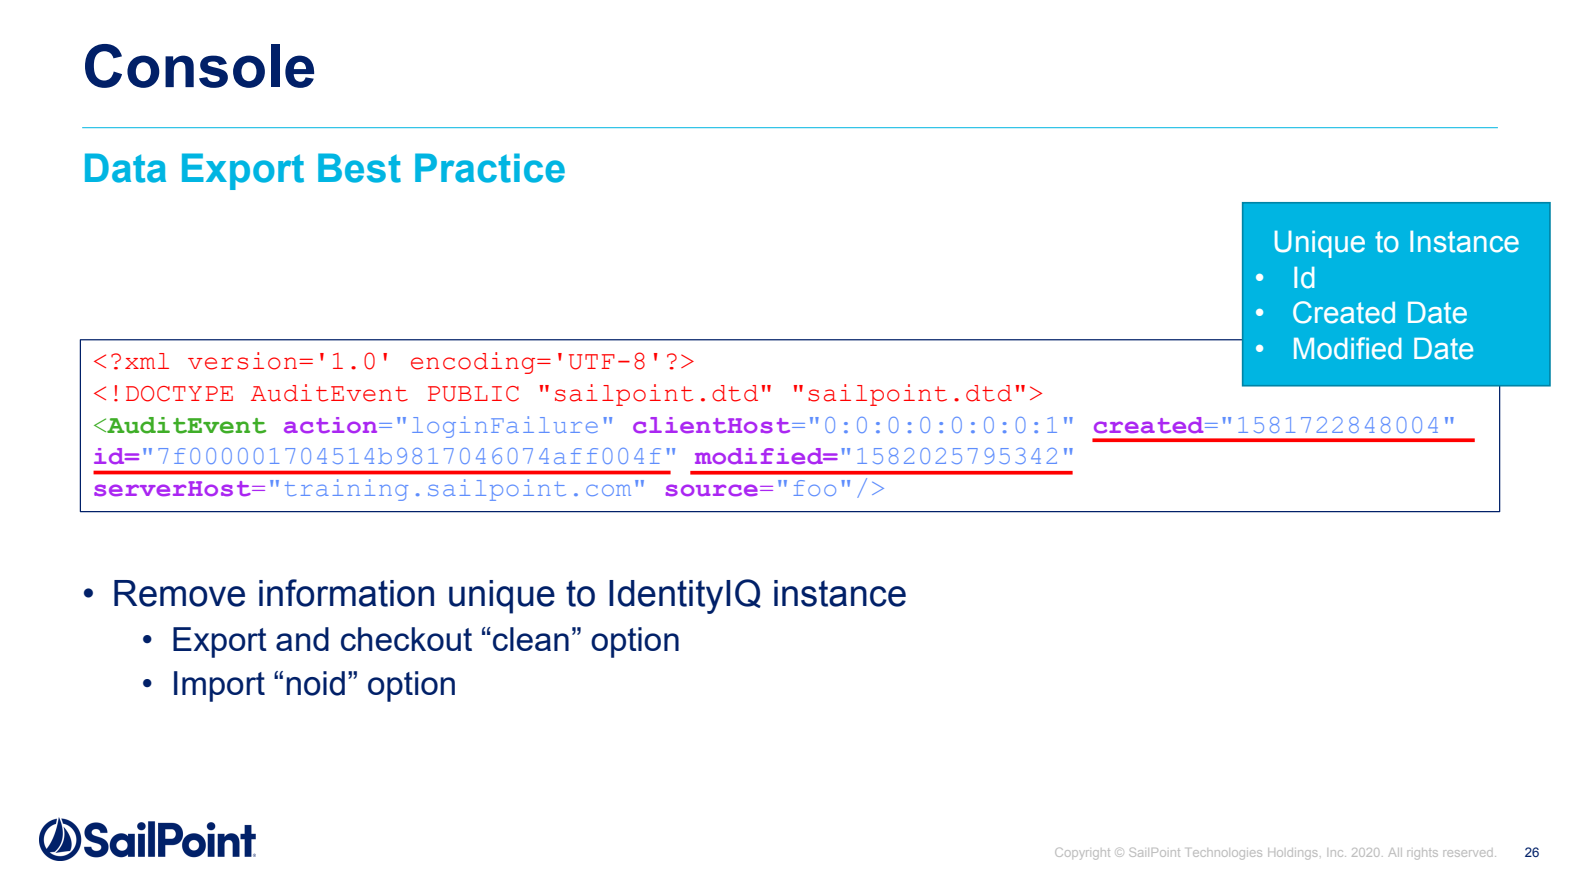 Console
Data Export Best Practice
Unique to Instance
• Id
• Created Date
• Modified Date
<?xml version='1.0' encoding='UTF-8'?>
<!DOCTYPE AuditEvent PUBLIC "sailpoint.dtd" "sailpoint.dtd">
<AuditEvent action="loginFailure" clientHost="0:0:0:0:0:0:0:1" created="1581722848004"
id="7f000001704514b9817046074aff004f" modified="1582025795342"
serverHost="training.sailpoint.com" source="foo"/>
• Remove information unique to IdentityIQ instance
• Export and checkout “clean” option
• Import “noid” option
SailPoint
Copyright © SailPoint Technologies Holdings, Inc. 2020. All rights reserved. 26